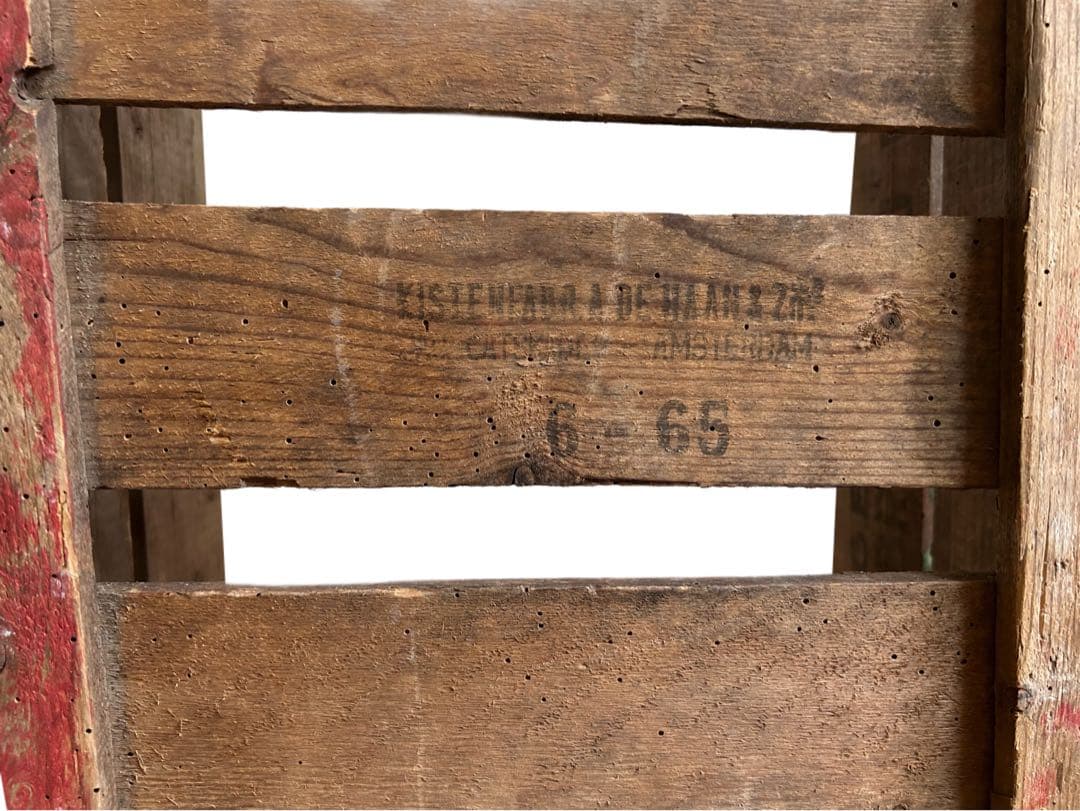 KISTENFABR A DE HAAN & ZN
AMSTERDAM
6 - 65